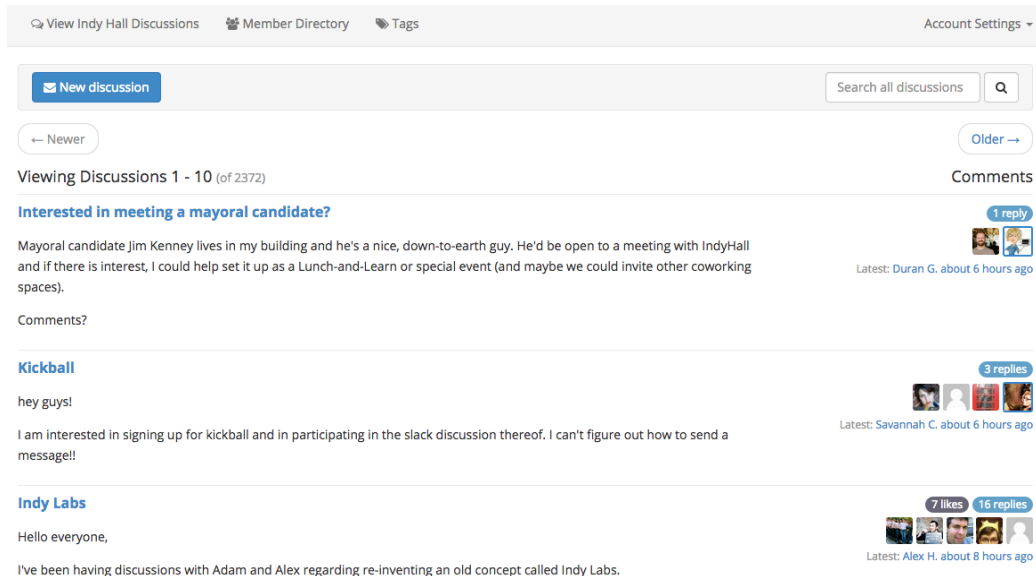 View Indy Hall Discussions Member Directory Tags Account Settings
New discussion Search all discussions
← Newer Older →
Viewing Discussions 1 - 10 (of 2372) Comments
Interested in meeting a mayoral candidate? 1 reply
Mayoral candidate Jim Kenney lives in my building and he's a nice, down-to-earth guy. He'd be open to a meeting with IndyHall
and if there is interest, I could help set it up as a Lunch-and-Learn or special event (and maybe we could invite other coworking
spaces).
Latest: Duran G. about 6 hours ago
Comments?
Kickball 3 replies
hey guys!
I am interested in signing up for kickball and in participating in the slack discussion thereof. I can't figure out how to send a
message!!
Latest: Savannah C. about 6 hours ago
Indy Labs 7 likes 16 replies
Hello everyone,
Latest: Alex H. about 8 hours ago
I've been having discussions with Adam and Alex regarding re-inventing an old concept called Indy Labs.